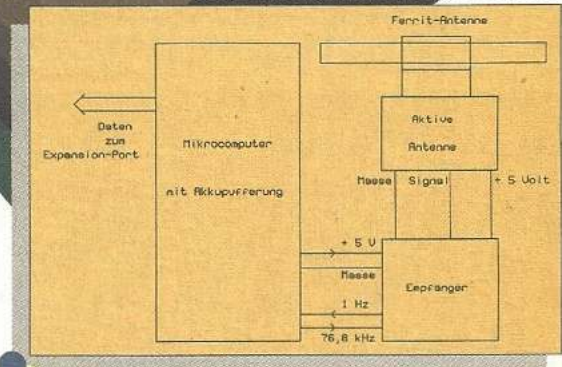 Ferrit-Antenne
Daten
zum
Expansion-Port
Mikrocomputer
mit Akkupufferung
Aktive
Antenne
Masse Signal + 5 Volt
+ 5 V
Masse
Empfänger
1 Hz
76,8 kHz